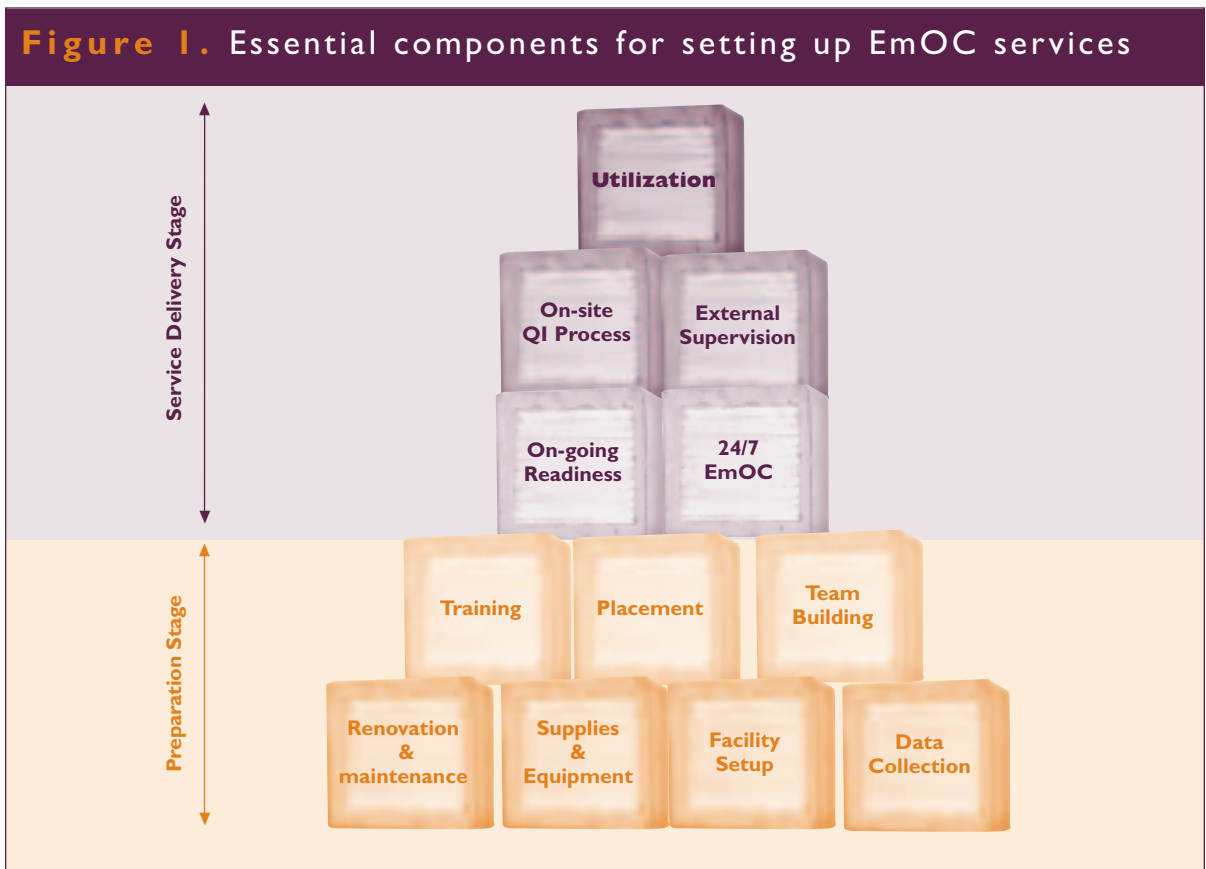 Figure 1. Essential components for setting up EmOC services
Service Delivery Stage
Utilization
On-site
QI Process
External
Supervision
On-going
Readiness
24/7
EmOC
Preparation Stage
Training
Placement
Team
Building
Renovation
&
maintenance
Supplies
&
Equipment
Facility
Setup
Data
Collection